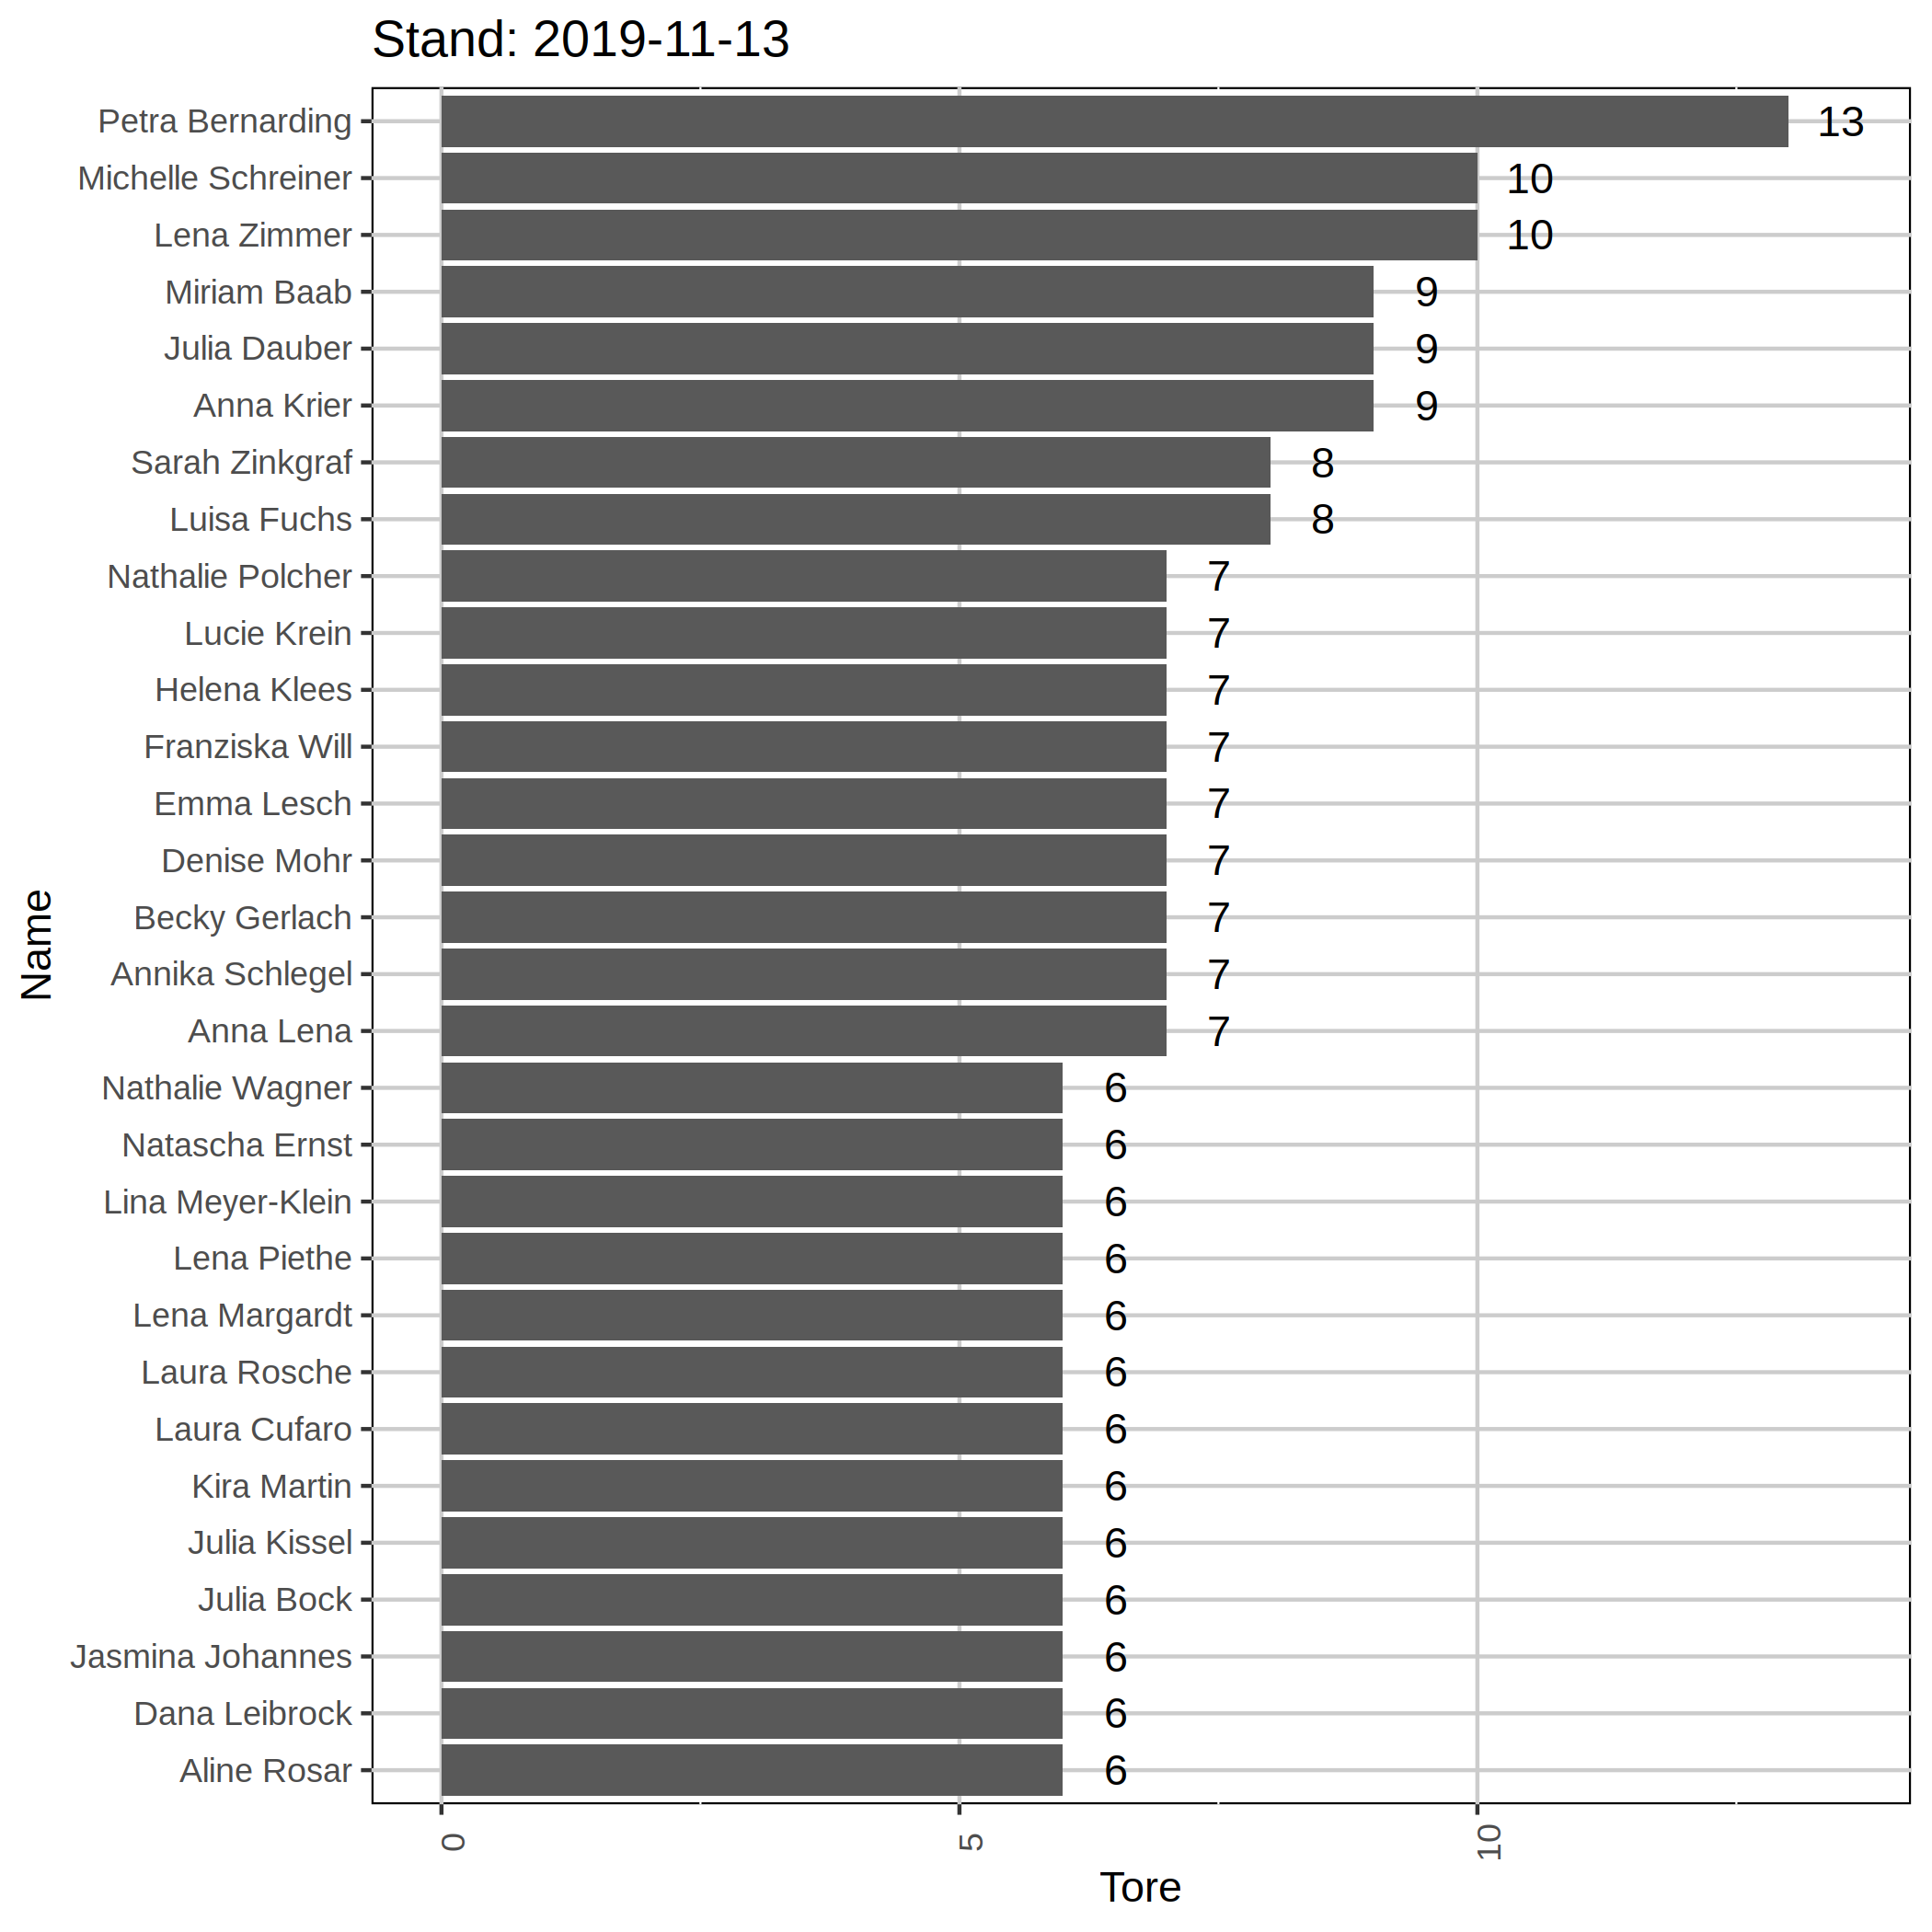 Stand: 2019-11-13
Petra Bernarding 13
Michelle Schreiner 10
Lena Zimmer 10
Miriam Baab 9
Julia Dauber 9
Anna Krier 9
Sarah Zinkgraf 8
Luisa Fuchs 8
Nathalie Polcher 7
Lucie Krein 7
Helena Klees 7
Franziska Will 7
Emma Lesch 7
Denise Mohr 7
Becky Gerlach 7
Annika Schlegel 7
Anna Lena 7
Nathalie Wagner 6
Natascha Ernst 6
Lina Meyer-Klein 6
Lena Piethe 6
Lena Margardt 6
Laura Rosche 6
Laura Cufaro 6
Kira Martin 6
Julia Kissel 6
Julia Bock 6
Jasmina Johannes 6
Dana Leibrock 6
Aline Rosar 6
Name
0 5 10
Tore